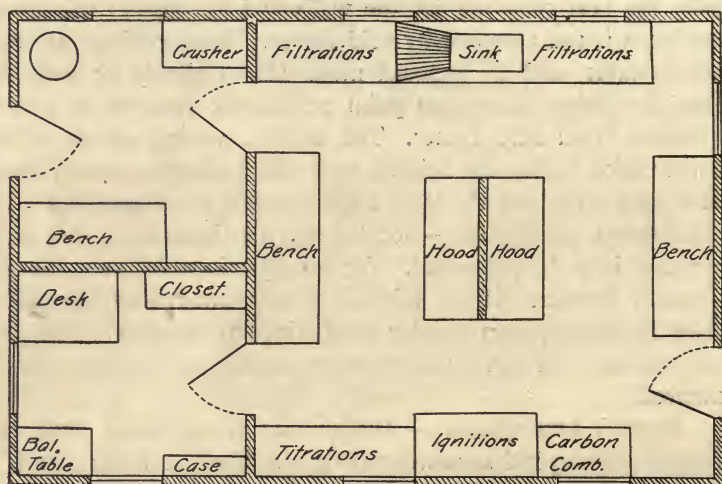 Crusher
Filtrations
Sink
Filtrations
Bench
Bench
Hood
Hood
Bench
Desk
Closet.
Bal.
Table
Case
Titrations
Ignitions
Carbon
Comb.